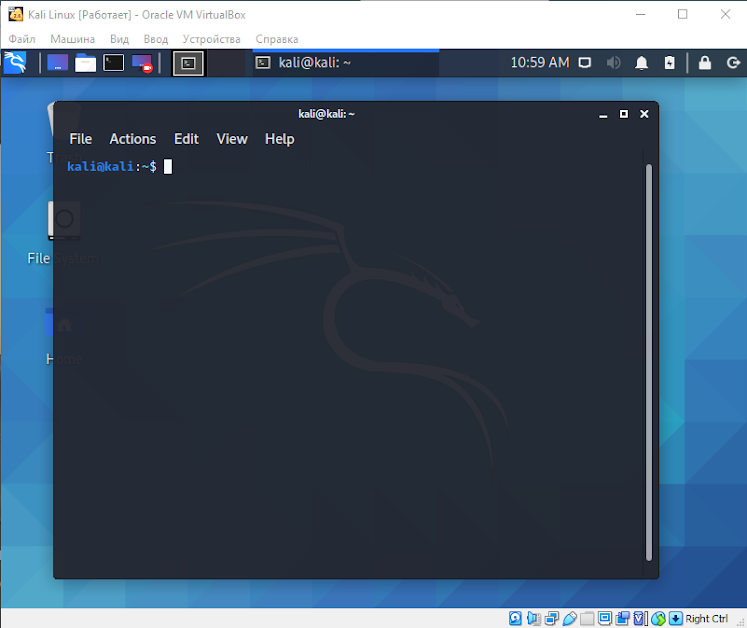 Kali Linux [Работает] - Oracle VM VirtualBox
Файл Машина Вид Ввод Устройства Справка
kali@kali: ~ 10:59 AM
kali@kali:~
File Actions Edit View Help
kali@kali:~$
File System
Home
Right Ctrl